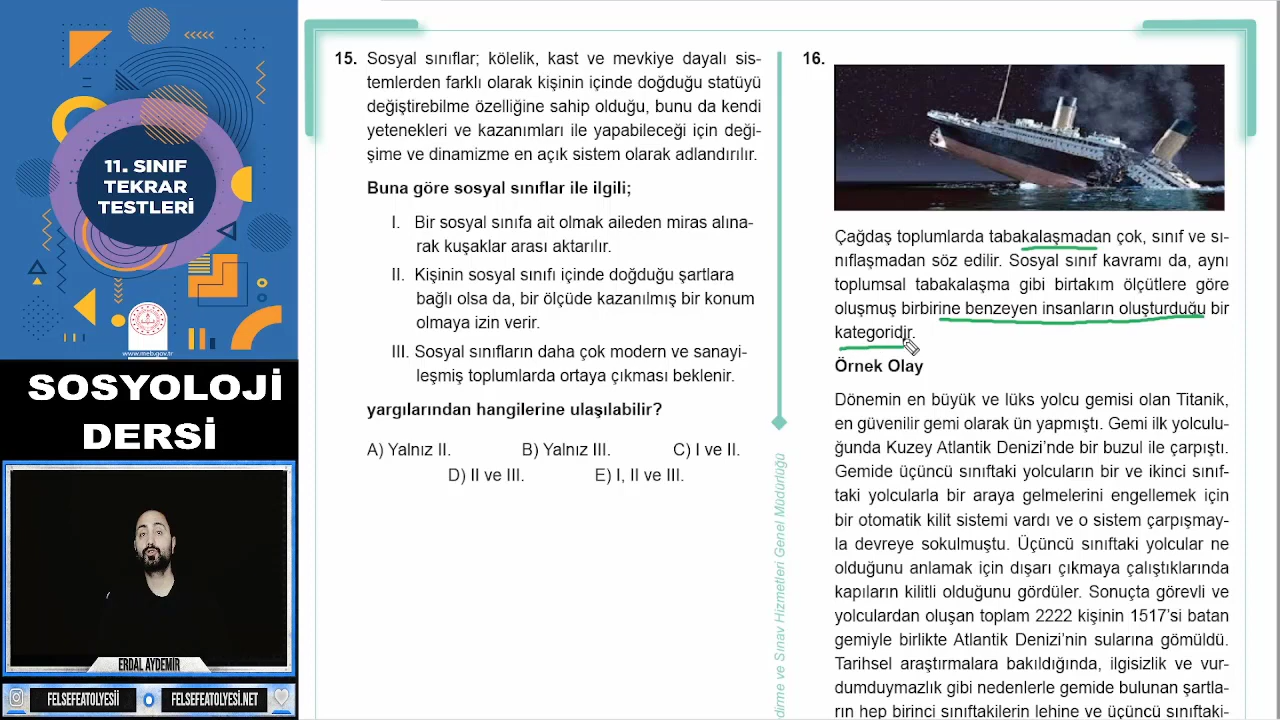 11. SINIF
TEKRAR
TESTLERİ
www.meb.gov.tr
SOSYOLOJİ
DERSİ
ERDAL AYDEMİR
FELSEFEATOLYESİİ
FELSEFEATOLYESİ.NET
15. Sosyal sınıflar; kölelik, kast ve mevkiye dayalı sis-
temlerden farklı olarak kişinin içinde doğduğu statüyü
değiştirebilme özelliğine sahip olduğu, bunu da kendi
yetenekleri ve kazanımları ile yapabileceği için deği-
şime ve dinamizme en açık sistem olarak adlandırılır.
Buna göre sosyal sınıflar ile ilgili;
I. Bir sosyal sınıfa ait olmak aileden miras alına-
rak kuşaklar arası aktarılır.
II. Kişinin sosyal sınıfı içinde doğduğu şartlara
bağlı olsa da, bir ölçüde kazanılmış bir konum
olmaya izin verir.
III. Sosyal sınıfların daha çok modern ve sanayi-
leşmiş toplumlarda ortaya çıkması beklenir.
yargılarından hangilerine ulaşılabilir?
A) Yalnız II. B) Yalnız III. C) I ve II.
D) II ve III. E) I, II ve III.
dirme ve Sınav Hizmetleri Genel Müdürlüğü
16.
Çağdaş toplumlarda tabakalaşmadan çok, sınıf ve sı-
nıflaşmadan söz edilir. Sosyal sınıf kavramı da, aynı
toplumsal tabakalaşma gibi birtakım ölçütlere göre
oluşmuş birbirine benzeyen insanların oluşturduğu bir
kategoridir.
Örnek Olay
Dönemin en büyük ve lüks yolcu gemisi olan Titanik,
en güvenilir gemi olarak ün yapmıştı. Gemi ilk yolculu-
ğunda Kuzey Atlantik Denizi’nde bir buzul ile çarpıştı.
Gemide üçüncü sınıftaki yolcuların bir ve ikinci sınıf-
taki yolcularla bir araya gelmelerini engellemek için
bir otomatik kilit sistemi vardı ve o sistem çarpışmay-
la devreye sokulmuştu. Üçüncü sınıftaki yolcular ne
olduğunu anlamak için dışarı çıkmaya çalıştıklarında
kapıların kilitli olduğunu gördüler. Sonuçta görevli ve
yolculardan oluşan toplam 2222 kişinin 1517’si batan
gemiyle birlikte Atlantik Denizi’nin sularına gömüldü.
Tarihsel araştırmalara bakıldığında, ilgisizlik ve vur-
dumduymazlık gibi nedenlerle gemide bulunan şansla-
rın hep birinci sınıftakilerin lehine ve üçüncü sınıftaki-